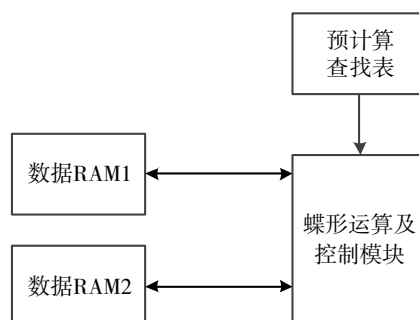 预计算
查找表
数据RAM1
蝶形运算及
控制模块
数据RAM2